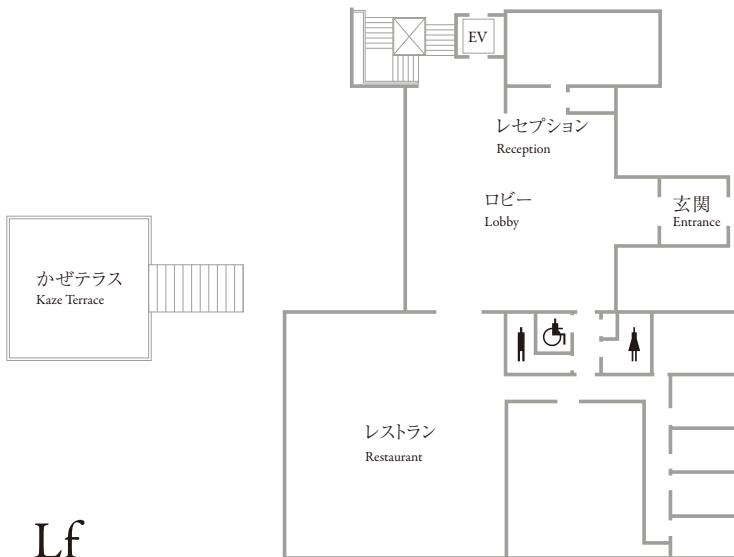 EV
レセプション
Reception
ロビー
Lobby
玄関
Entrance
かぜテラス
Kaze Terrace
レストラン
Restaurant
Lf